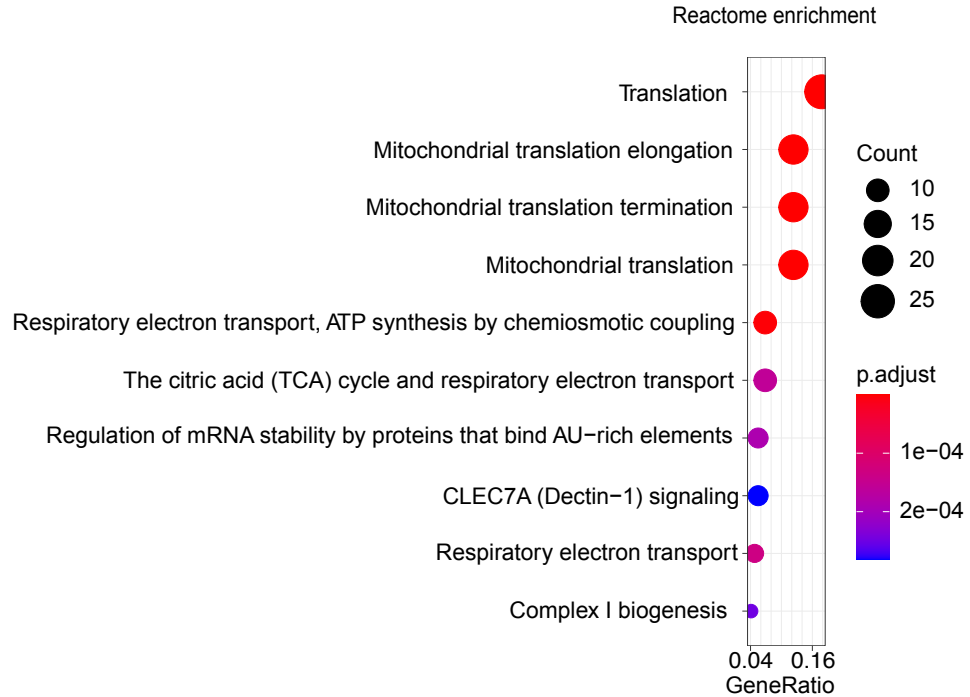 Reactome enrichment
Translation
Mitochondrial translation elongation
Mitochondrial translation termination
Mitochondrial translation
Respiratory electron transport, ATP synthesis by chemiosmotic coupling
The citric acid (TCA) cycle and respiratory electron transport
Regulation of mRNA stability by proteins that bind AU−rich elements
CLEC7A (Dectin−1) signaling
Respiratory electron transport
Complex I biogenesis
0.04 0.16
GeneRatio
Count
10
15
20
25
p.adjust
1e−04
2e−04